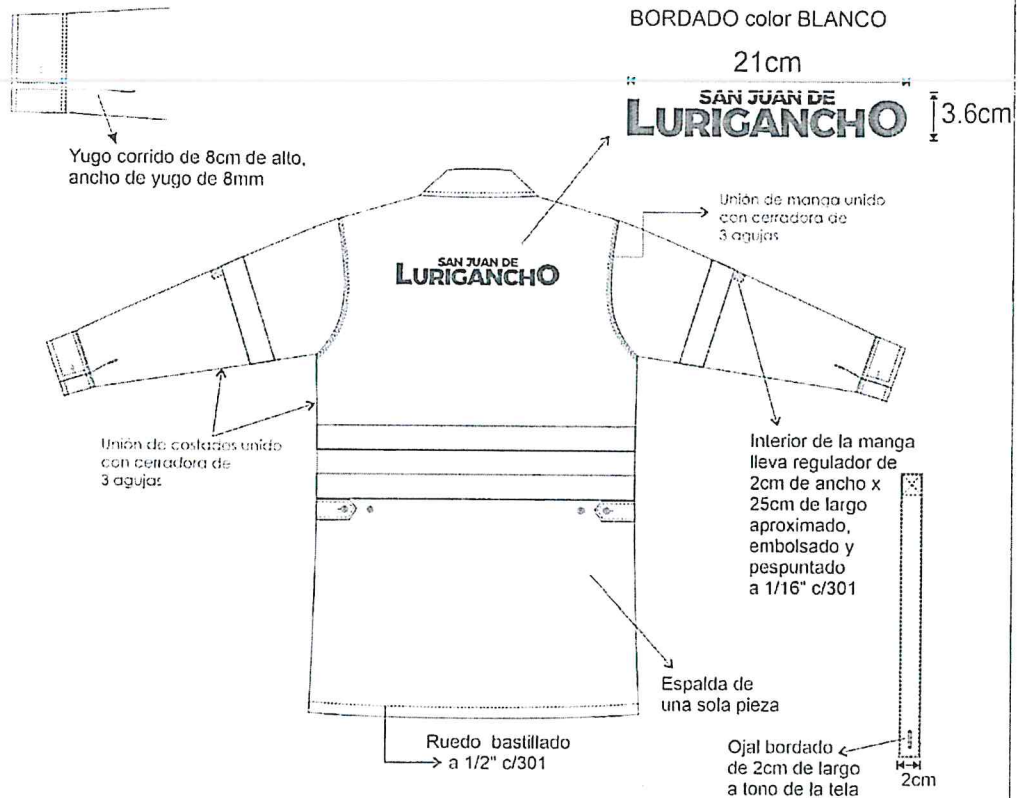 BORDADO color BLANCO
21cm
SAN JUAN DE
LURIGANCHO
3.6cm
Yugo corrido de 8cm de alto,
ancho de yugo de 8mm
Unión de manga unido
con cerradora de
3 agujas
SAN JUAN DE
LURIGANCHO
Unión de costados unido
con cerradora de
3 agujas
Interior de la manga
lleva regulador de
2cm de ancho x
25cm de largo
aproximado,
embolsado y
pespuntado
a 1/16" c/301
Espalda de
una sola pieza
Ruedo bastillado
a 1/2" c/301
Ojal bordado
de 2cm de largo
a tono de la tela
2cm